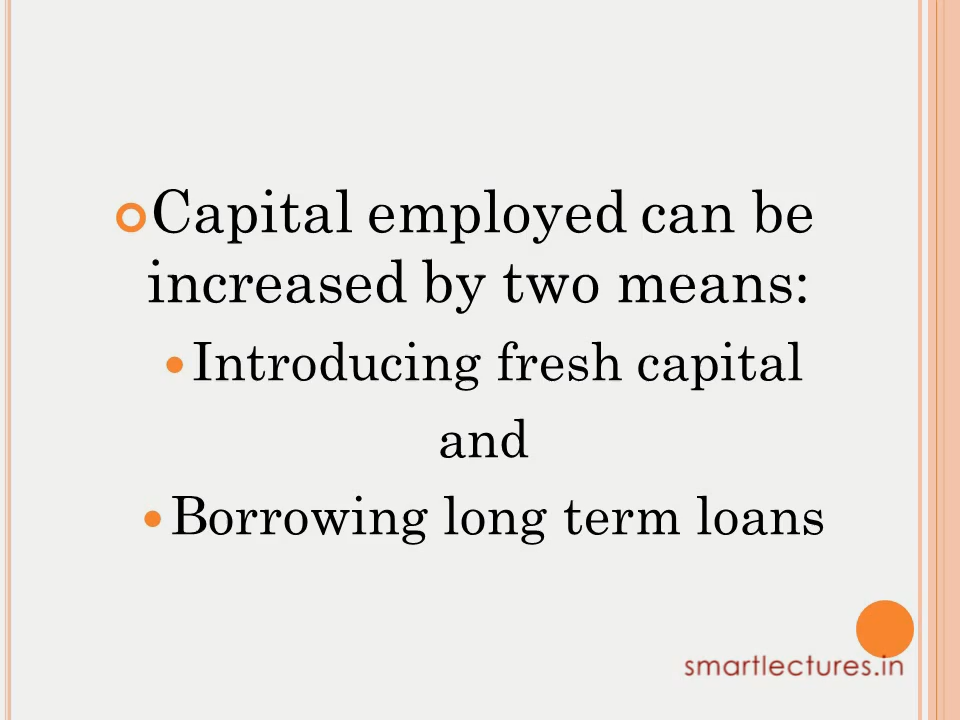 Capital employed can be
increased by two means:
Introducing fresh capital
and
Borrowing long term loans
smartlectures.in